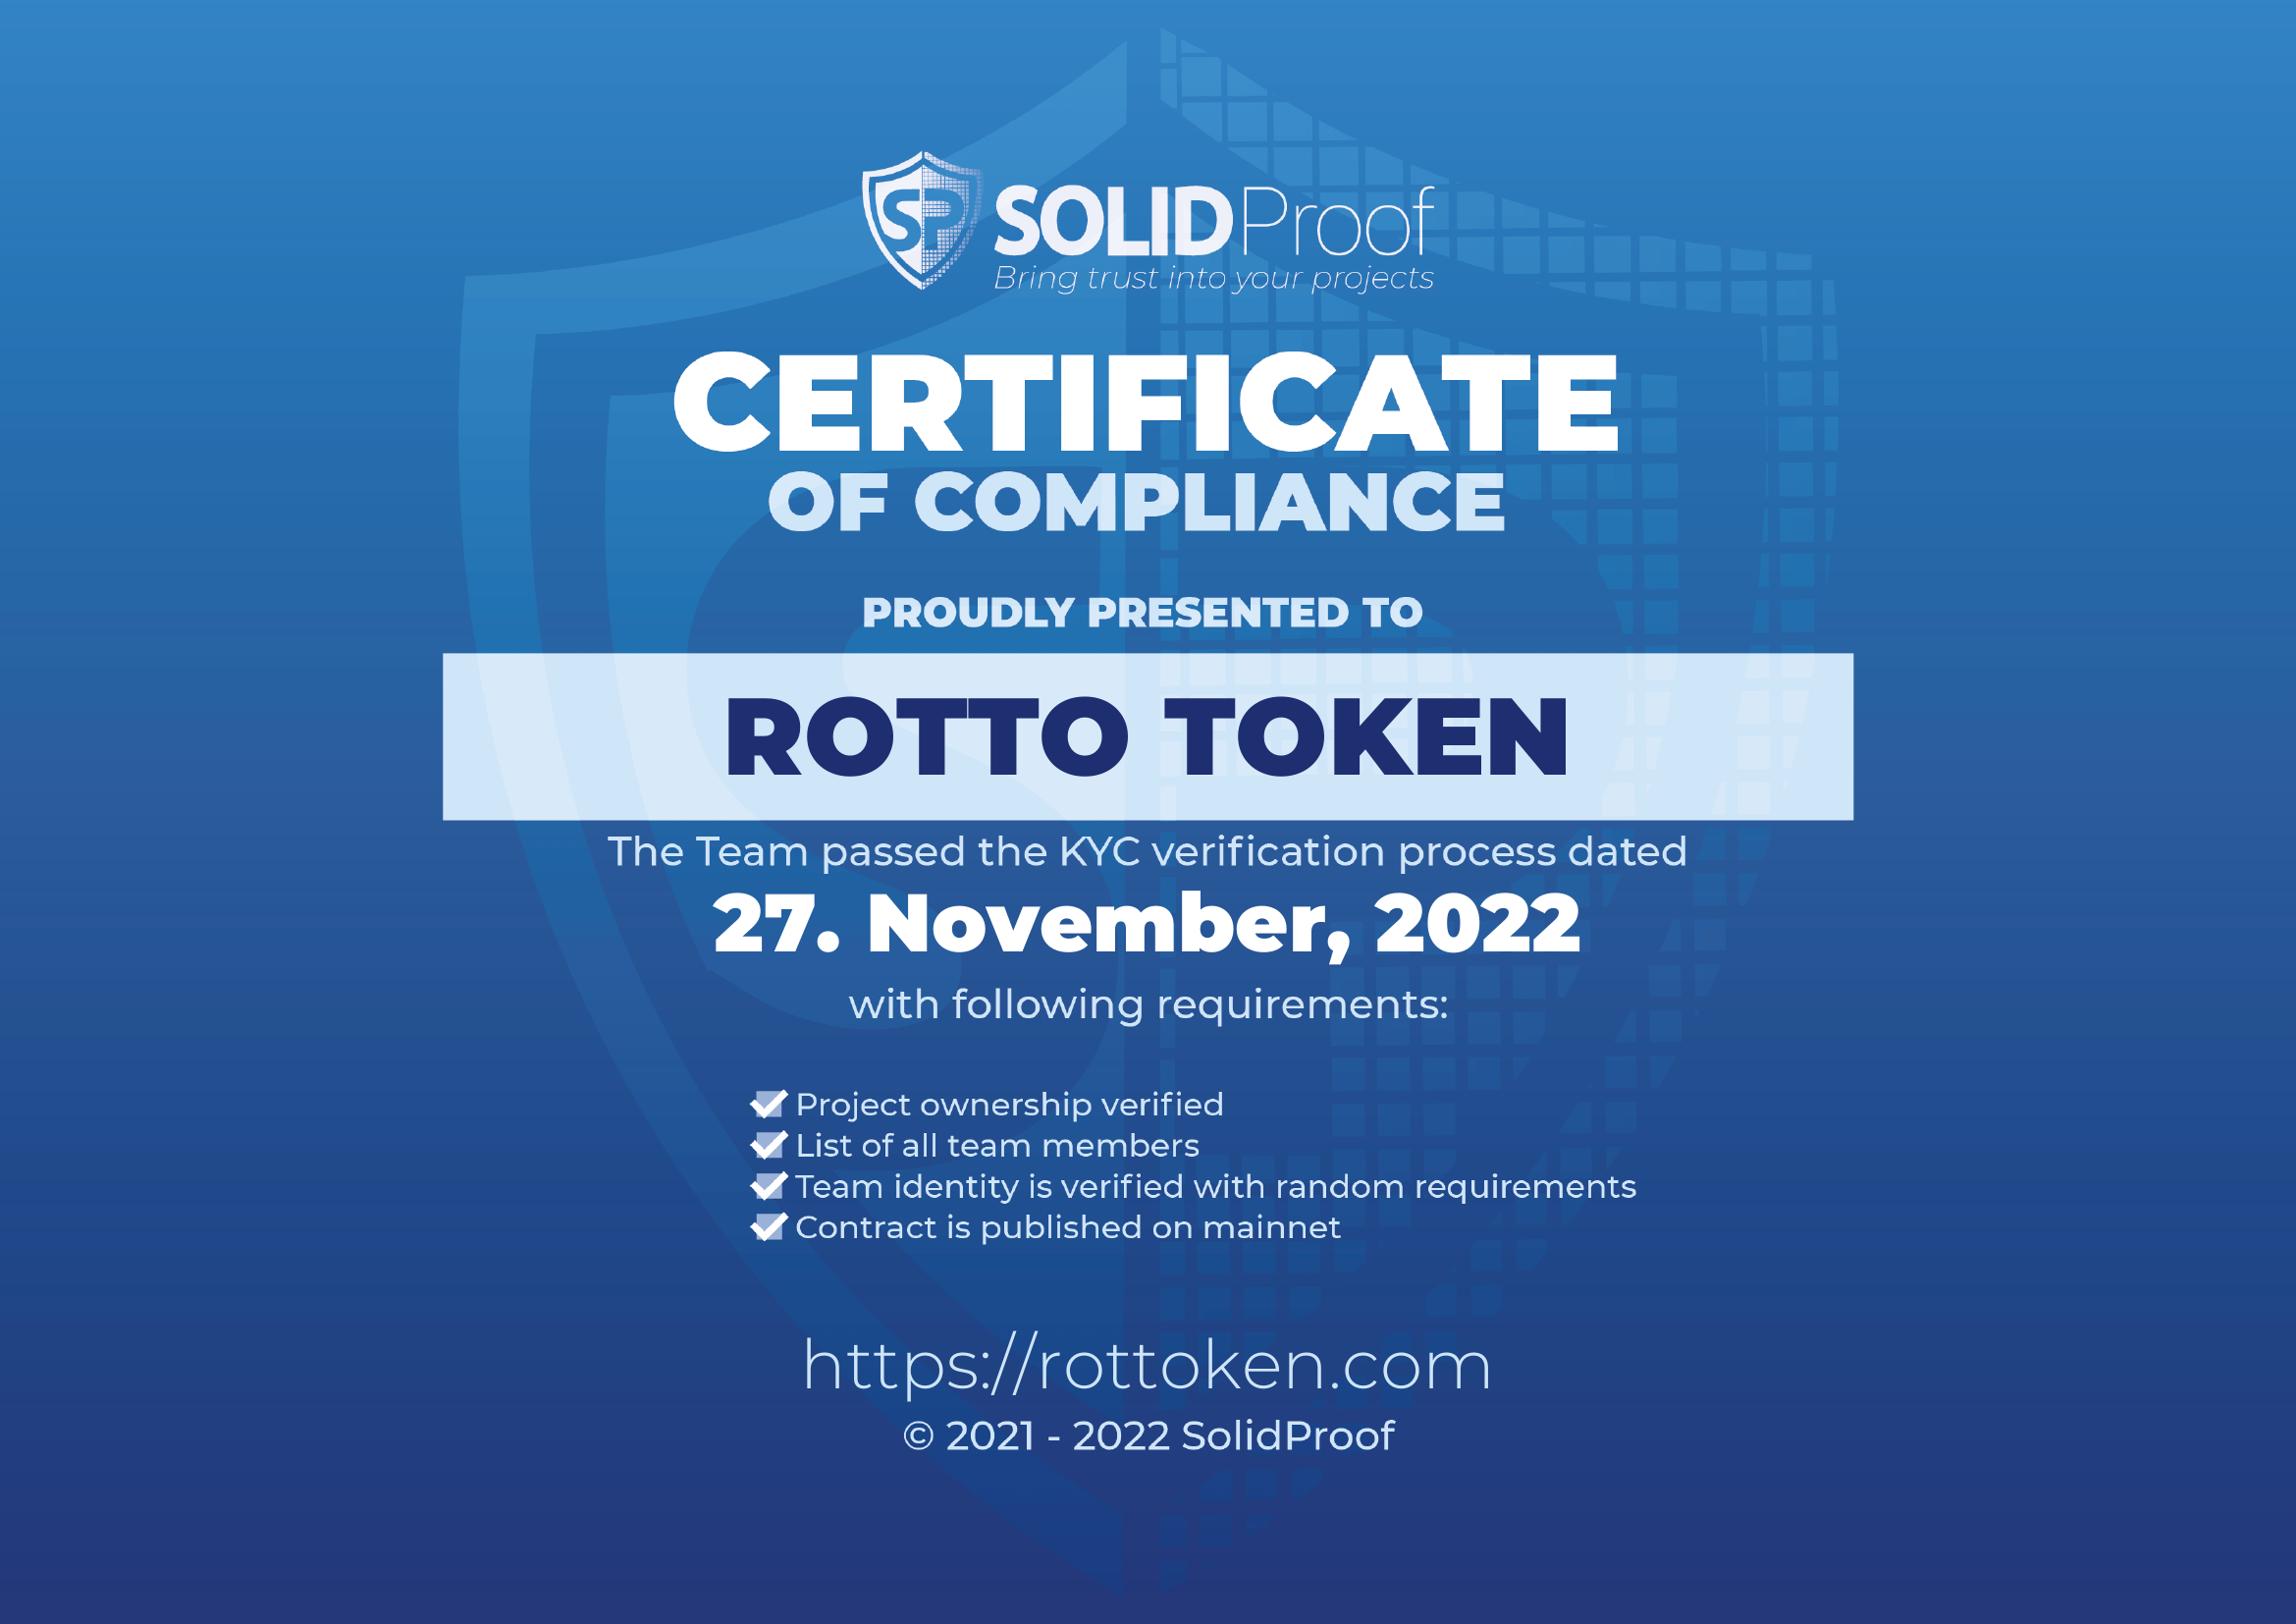 SP SOLIDProof
Bring trust into your projects
CERTIFICATE
OF COMPLIANCE
PROUDLY PRESENTED TO
ROTTO TOKEN
The Team passed the KYC verification process dated
27. November, 2022
with following requirements:
Project ownership verified
List of all team members
Team identity is verified with random requirements
Contract is published on mainnet
https://rottoken.com
© 2021 - 2022 SolidProof